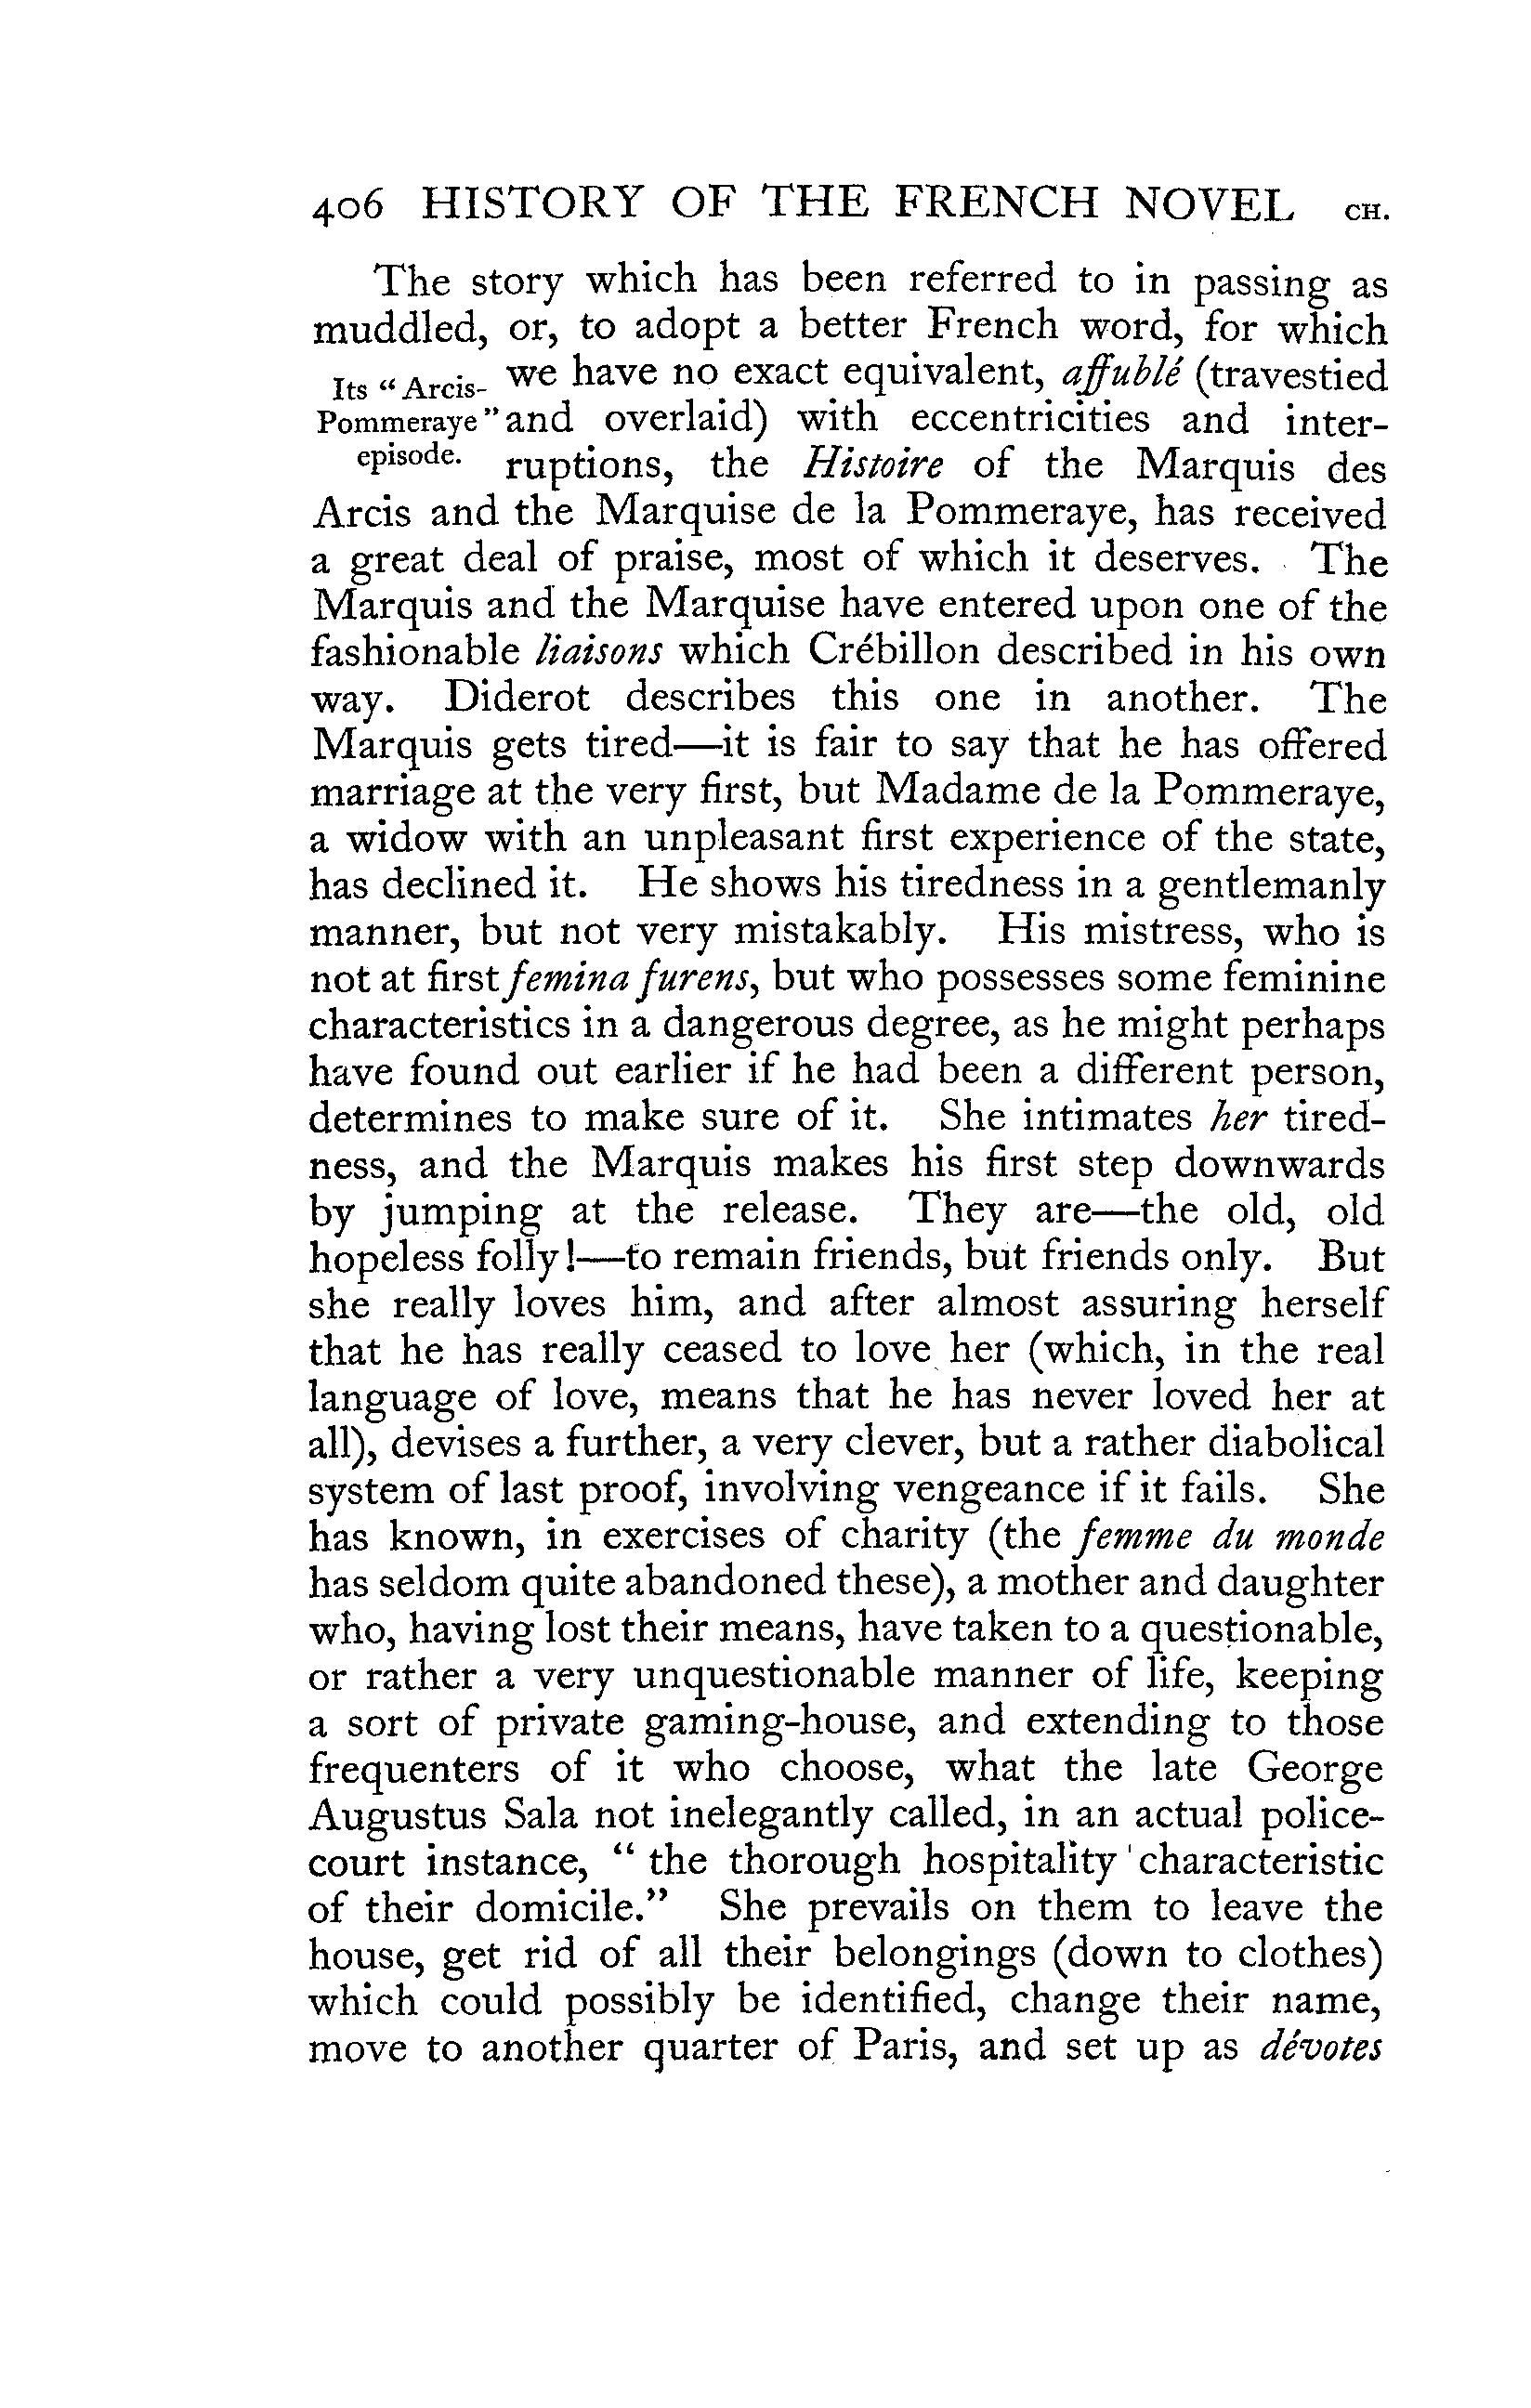 406 HISTORY OF THE FRENCH NOVEL CH.
The story which has been referred to in passing as
muddled, or, to adopt a better French word, for which
Its "Arcis-
Pommeraye"
episode.
we have no exact equivalent, affublé (travestied
and overlaid) with eccentricities and inter-
ruptions, the Histoire of the Marquis des
Arcis and the Marquise de la Pommeraye, has received
a great deal of praise, most of which it deserves. The
Marquis and the Marquise have entered upon one of the
fashionable liaisons which Crébillon described in his own
way. Diderot describes this one in another. The
Marquis gets tired—it is fair to say that he has offered
marriage at the very first, but Madame de la Pommeraye,
a widow with an unpleasant first experience of the state,
has declined it. He shows his tiredness in a gentlemanly
manner, but not very mistakably. His mistress, who is
not at first femina furens, but who possesses some feminine
characteristics in a dangerous degree, as he might perhaps
have found out earlier if he had been a different person,
determines to make sure of it. She intimates her tired-
ness, and the Marquis makes his first step downwards
by jumping at the release. They are—the old, old
hopeless folly!—to remain friends, but friends only. But
she really loves him, and after almost assuring herself
that he has really ceased to love her (which, in the real
language of love, means that he has never loved her at
all), devises a further, a very clever, but a rather diabolical
system of last proof, involving vengeance if it fails. She
has known, in exercises of charity (the femme du monde
has seldom quite abandoned these), a mother and daughter
who, having lost their means, have taken to a questionable,
or rather a very unquestionable manner of life, keeping
a sort of private gaming-house, and extending to those
frequenters of it who choose, what the late George
Augustus Sala not inelegantly called, in an actual police-
court instance, "the thorough hospitality characteristic
of their domicile." She prevails on them to leave the
house, get rid of all their belongings (down to clothes)
which could possibly be identified, change their name,
move to another quarter of Paris, and set up as dévotes